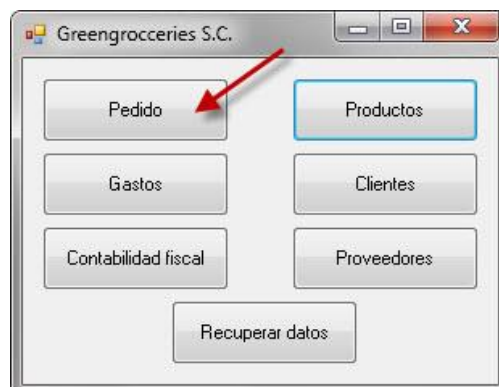 Greengrocceries S.C.
Pedido
Productos
Gastos
Clientes
Contabilidad fiscal
Proveedores
Recuperar datos